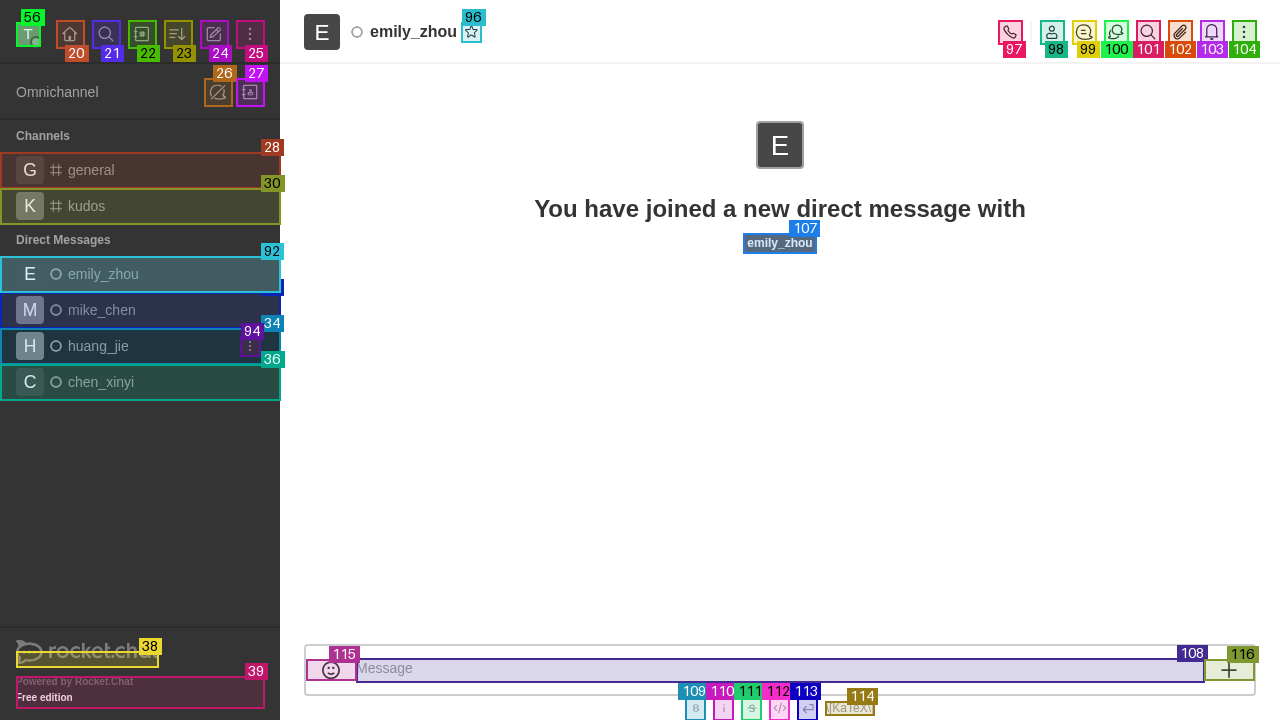 56
T
20
21
22
23
24
25
E
emily_zhou
96
97
98
99
100
101
102
103
104
Omnichannel
26
27
Channels
28
G general
30
K kudos
Direct Messages
92
E emily_zhou
M mike_chen
34
H huang_jie
94
36
C chen_xinyi
E
You have joined a new direct message with
107
emily_zhou
38
rocket.cha
39
Powered by Rocket.Chat
Free edition
115
Message
108
116
109
110
111
112
113
114
B
i
S
</>
\[KaTeX\]